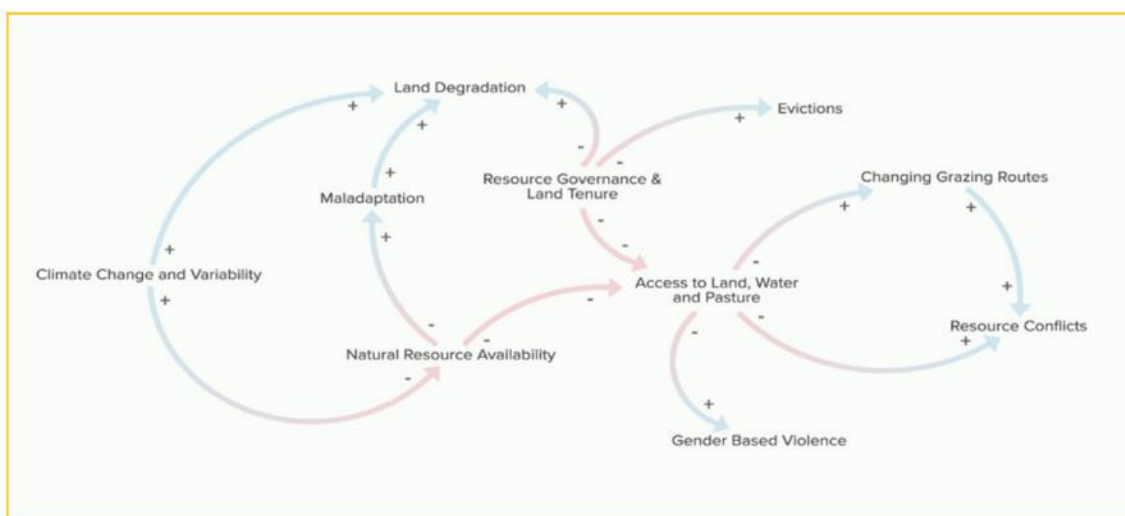 Land Degradation
+
+
Evictions
+
+
-
-
+
Resource Governance &
Land Tenure
Changing Grazing Routes
Maladaptation
+
+
+
-
-
+
-
Climate Change and Variability
+
Access to Land, Water
and Pasture
+
-
-
-
Resource Conflicts
-
-
+
Natural Resource Availability
-
+
Gender Based Violence